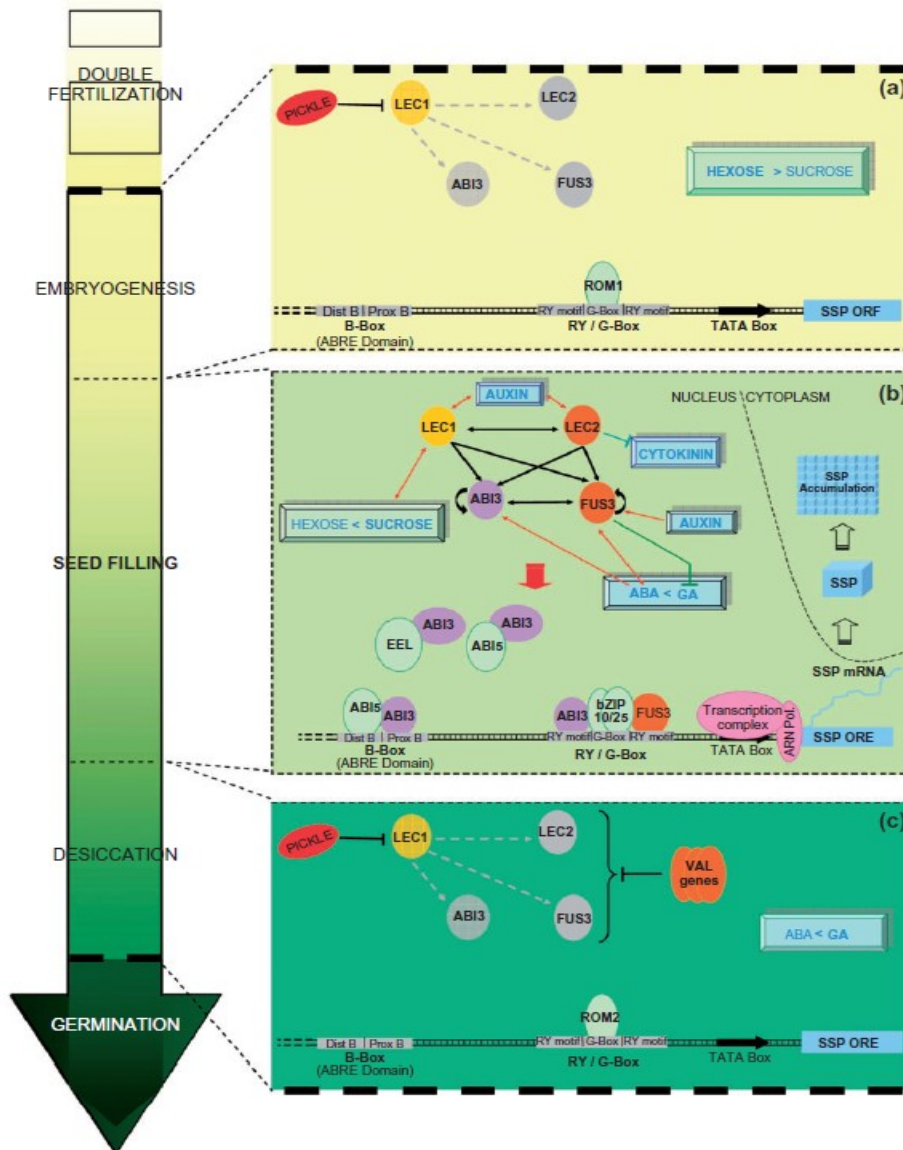 DOUBLE
FERTILIZATION
EMBRYOGENESIS
SEED FILLING
DESICCATION
GERMINATION
(a)
PICKLE
LEC1
LEC2
ABI3
FUS3
HEXOSE > SUCROSE
ROM1
Dist B | Prox B
RY motif G-Box RY motif
B-Box
RY / G-Box
TATA Box
SSP ORF
(ABRE Domain)
(b)
AUXIN
NUCLEUS CYTOPLASM
LEC1
LEC2
CYTOKININ
SSP
Accumulation
ABI3
FUS3
HEXOSE < SUCROSE
AUXIN
SSP
ABA < GA
EEL
ABI3
ABI5
ABI3
SSP mRNA
ABI5
ABI3
ABI3
bZIP
10/25
FUS3
Transcription
complex
ARN Pol.
Dist B | Prox B
RY motif G-Box RY motif
TATA Box
SSP ORE
B-Box
RY / G-Box
(ABRE Domain)
(c)
PICKLE
LEC1
LEC2
VAL
genes
ABI3
FUS3
ABA < GA
ROM2
Dist B | Prox B
RY motif G-Box RY motif
B-Box
RY / G-Box
TATA Box
SSP ORE
(ABRE Domain)